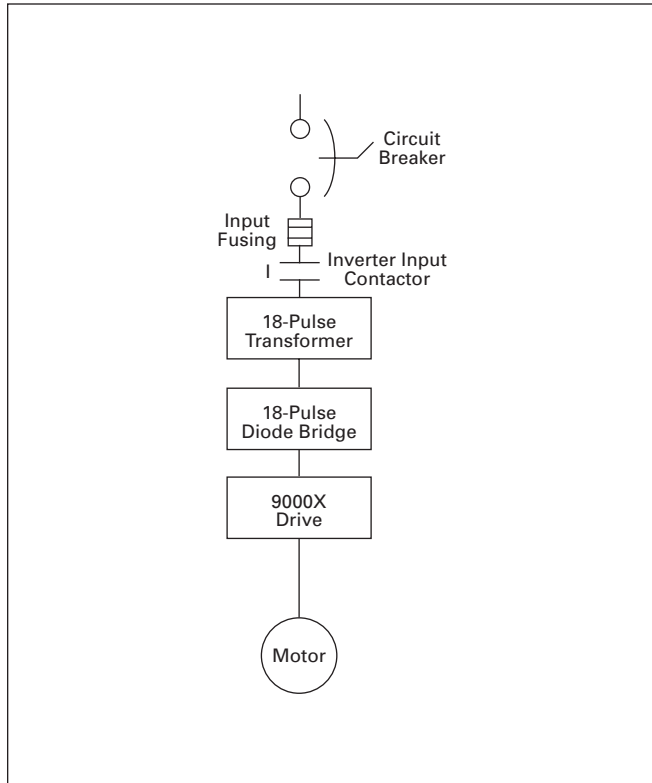 Circuit
Breaker
Input
Fusing
I
Inverter Input
Contactor
18-Pulse
Transformer
18-Pulse
Diode Bridge
9000X
Drive
Motor